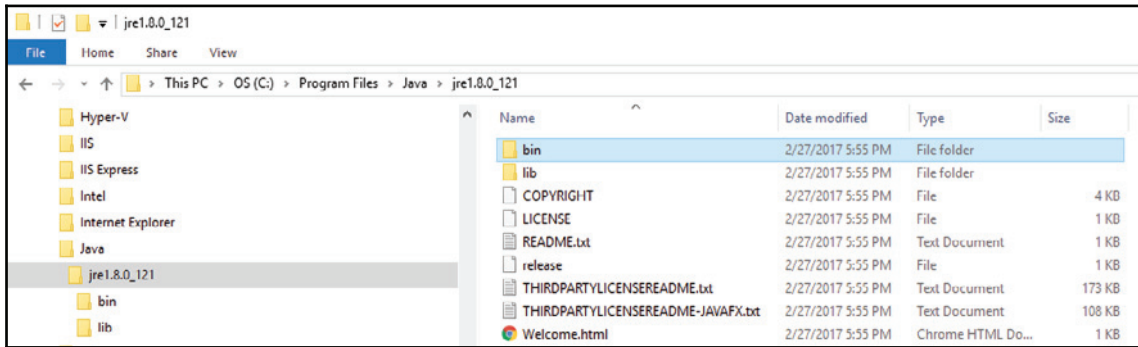 jre1.8.0_121
File Home Share View
This PC > OS (C:) > Program Files > Java > jre1.8.0_121
Hyper-V
IIS
IIS Express
Intel
Internet Explorer
Java
jre1.8.0_121
bin
lib
Name Date modified Type Size
bin 2/27/2017 5:55 PM File folder
lib 2/27/2017 5:55 PM File folder
COPYRIGHT 2/27/2017 5:55 PM File 4 KB
LICENSE 2/27/2017 5:55 PM File 1 KB
README.txt 2/27/2017 5:55 PM Text Document 1 KB
release 2/27/2017 5:55 PM File 1 KB
THIRDPARTYLICENSEREADME.txt 2/27/2017 5:55 PM Text Document 173 KB
THIRDPARTYLICENSEREADME-JAVAFX.txt 2/27/2017 5:55 PM Text Document 108 KB
Welcome.html 2/27/2017 5:55 PM Chrome HTML Do... 1 KB